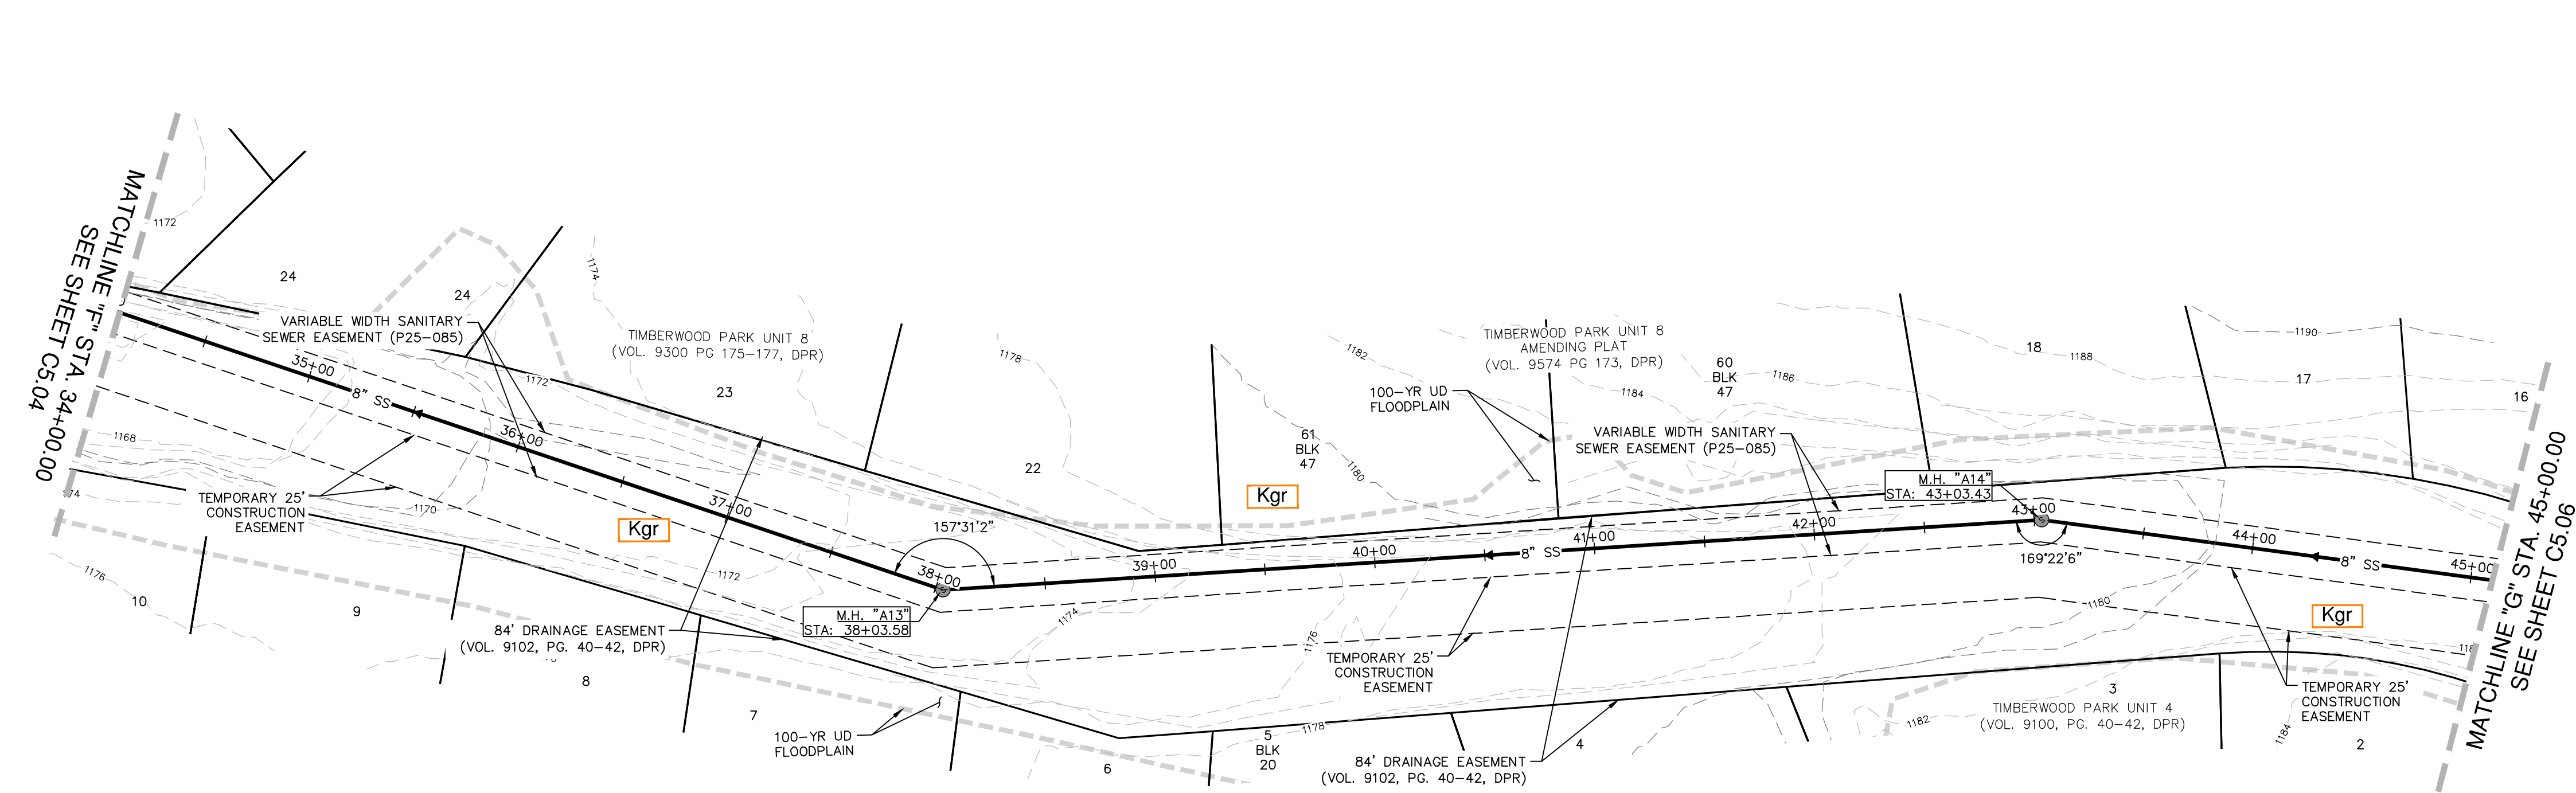 MATCHLINE "F" STA. 34+00.00
SEE SHEET C5.04
1172
24
24
VARIABLE WIDTH SANITARY
SEWER EASEMENT (P25-085)
35+00
8" SS
36+00
1168
1174
TIMBERWOOD PARK UNIT 8
(VOL. 9300 PG 175-177, DPR)
23
1172
1178
22
37+00
TEMPORARY 25'
CONSTRUCTION
EASEMENT
1170
Kgr
157°31'2"
38+00
M.H. "A13"
STA: 38+03.58
1172
1176
10
9
84' DRAINAGE EASEMENT
(VOL. 9102, PG. 40-42, DPR)
8
7
100-YR UD
FLOODPLAIN
6
5
BLK
20
1178
1174
1176
39+00
40+00
8" SS
41+00
42+00
43+00
Kgr
61
BLK
47
1180
1182
TIMBERWOOD PARK UNIT 8
AMENDING PLAT
(VOL. 9574 PG 173, DPR)
100-YR UD
FLOODPLAIN
1184
60
BLK
47
1186
VARIABLE WIDTH SANITARY
SEWER EASEMENT (P25-085)
M.H. "A14"
STA: 43+03.43
18
1188
1190
17
16
169°22'6"
44+00
8" SS
45+00
TEMPORARY 25'
CONSTRUCTION
EASEMENT
84' DRAINAGE EASEMENT
(VOL. 9102, PG. 40-42, DPR)
4
1180
Kgr
1182
3
TIMBERWOOD PARK UNIT 4
(VOL. 9100, PG. 40-42, DPR)
1184
2
TEMPORARY 25'
CONSTRUCTION
EASEMENT
MATCHLINE "G" STA. 45+00.00
SEE SHEET C5.06